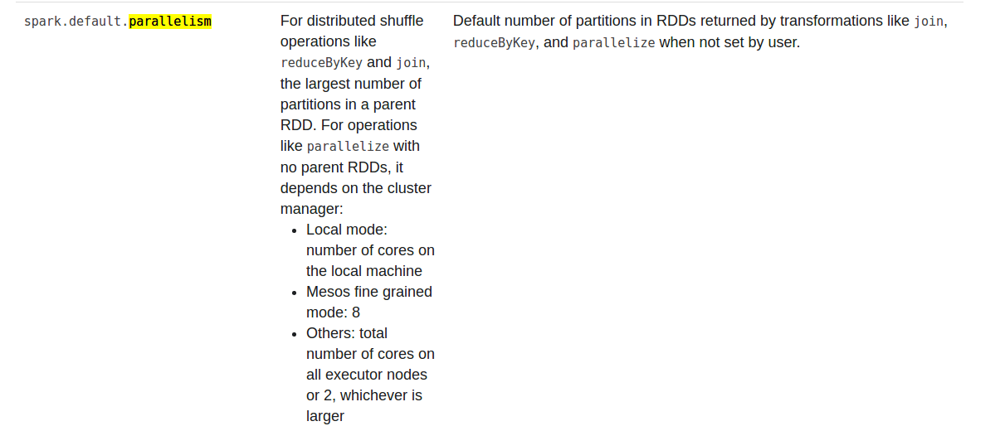 spark.default.parallelism
For distributed shuffle
operations like
reduceByKey and join,
the largest number of
partitions in a parent
RDD. For operations
like parallelize with
no parent RDDs, it
depends on the cluster
manager:
• Local mode:
number of cores on
the local machine
• Mesos fine grained
mode: 8
• Others: total
number of cores on
all executor nodes
or 2, whichever is
larger
Default number of partitions in RDDs returned by transformations like join,
reduceByKey, and parallelize when not set by user.